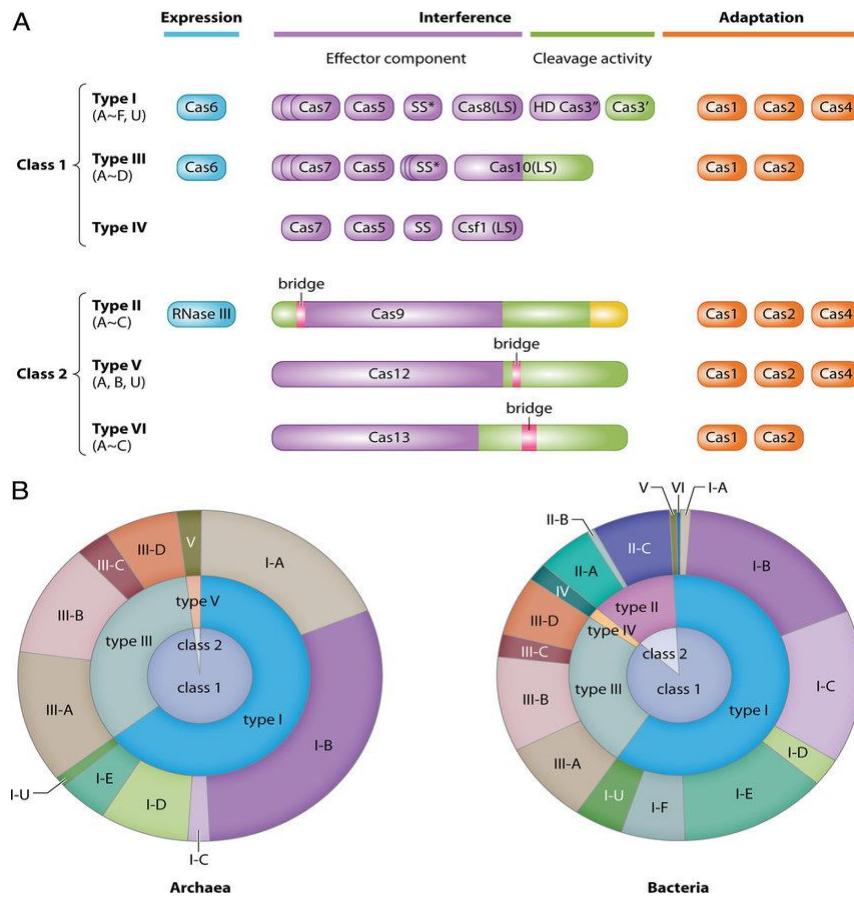 A
Expression Interference Adaptation
Effector component Cleavage activity
Type I
(A~F, U)
Cas6 Cas7 Cas5 SS* Cas8(LS) HD Cas3″ Cas3′ Cas1 Cas2 Cas4
Class 1
Type III
(A~D)
Cas6 Cas7 Cas5 SS* Cas10(LS) Cas1 Cas2
Type IV
Cas7 Cas5 SS Csf1 (LS)
bridge
Type II
(A~C)
RNase III Cas9 Cas1 Cas2 Cas4
bridge
Class 2
Type V
(A, B, U)
Cas12 Cas1 Cas2 Cas4
bridge
Type VI
(A~C)
Cas13 Cas1 Cas2
B
V
III-D
III-C
I-A
III-B
type V
type III
class 2
class 1
III-A
type I
I-B
I-U
I-E
I-D
I-C
Archaea
V VI I-A
II-B
II-C
I-B
II-A
IV
type II
III-D
type IV
III-C
class 2
class 1
I-C
III-B
type III
type I
I-D
III-A
I-U
I-F
I-E
Bacteria